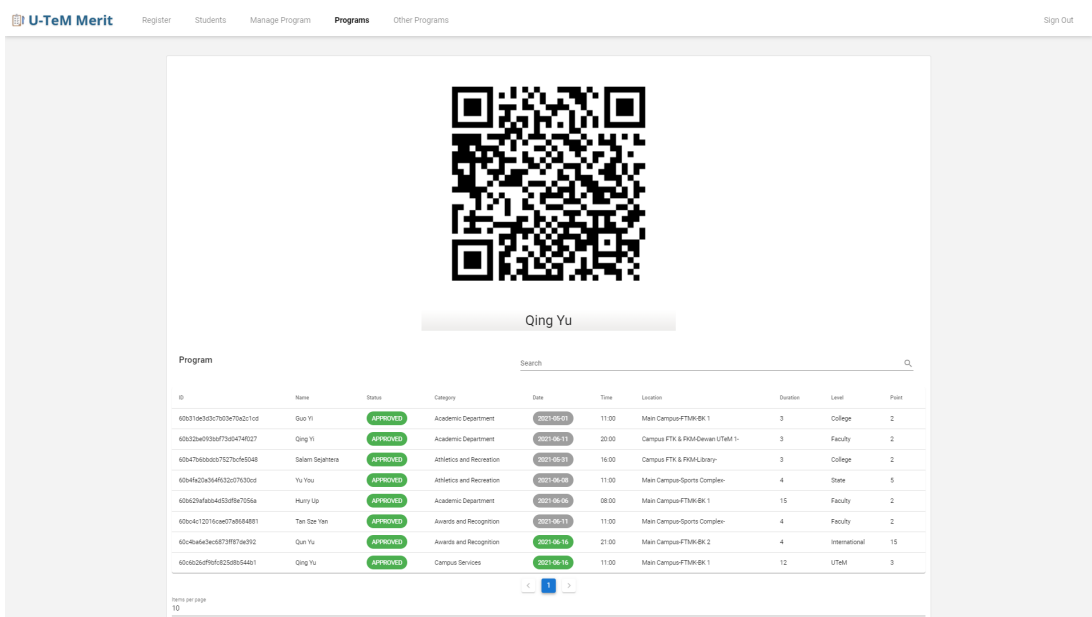 U-TeM Merit Register Students Manage Program Programs Other Programs Sign Out
Qing Yu
Program
Search
ID Name Status Category Date Time Location Duration Level Point
60b31de3d3c7b03e70a2c1cd Guo Yi APPROVED Academic Department 2021-05-01 11:00 Main Campus-FTMK-BK 1 3 College 2
60b32be093bbf73d0474f027 Qing Yi APPROVED Academic Department 2021-06-11 20:00 Campus FTK & FKM-Dewan UTeM 1- 3 Faculty 2
60b47b6bbdcb7527bcfe5048 Salam Sejahtera APPROVED Athletics and Recreation 2021-05-31 16:00 Campus FTK & FKM-Library- 3 College 2
60b4fa20a364f632c07630cd Yu You APPROVED Athletics and Recreation 2021-06-08 11:00 Main Campus-Sports Complex- 4 State 5
60b629afabb4d53df8e7056a Hurry Up APPROVED Academic Department 2021-06-06 08:00 Main Campus-FTMK-BK 1 15 Faculty 2
60bc4c12016cae07a8684881 Tan Sze Yan APPROVED Awards and Recognition 2021-06-11 11:00 Main Campus-Sports Complex- 4 Faculty 2
60c4ba6e3ec6873ff87de392 Qun Yu APPROVED Awards and Recognition 2021-06-16 21:00 Main Campus-FTMK-BK 2 4 International 15
60c6b26df9bfc825d8b544b1 Qing Yu APPROVED Campus Services 2021-06-16 11:00 Main Campus-FTMK-BK 1 12 UTeM 3
1
Items per page
10